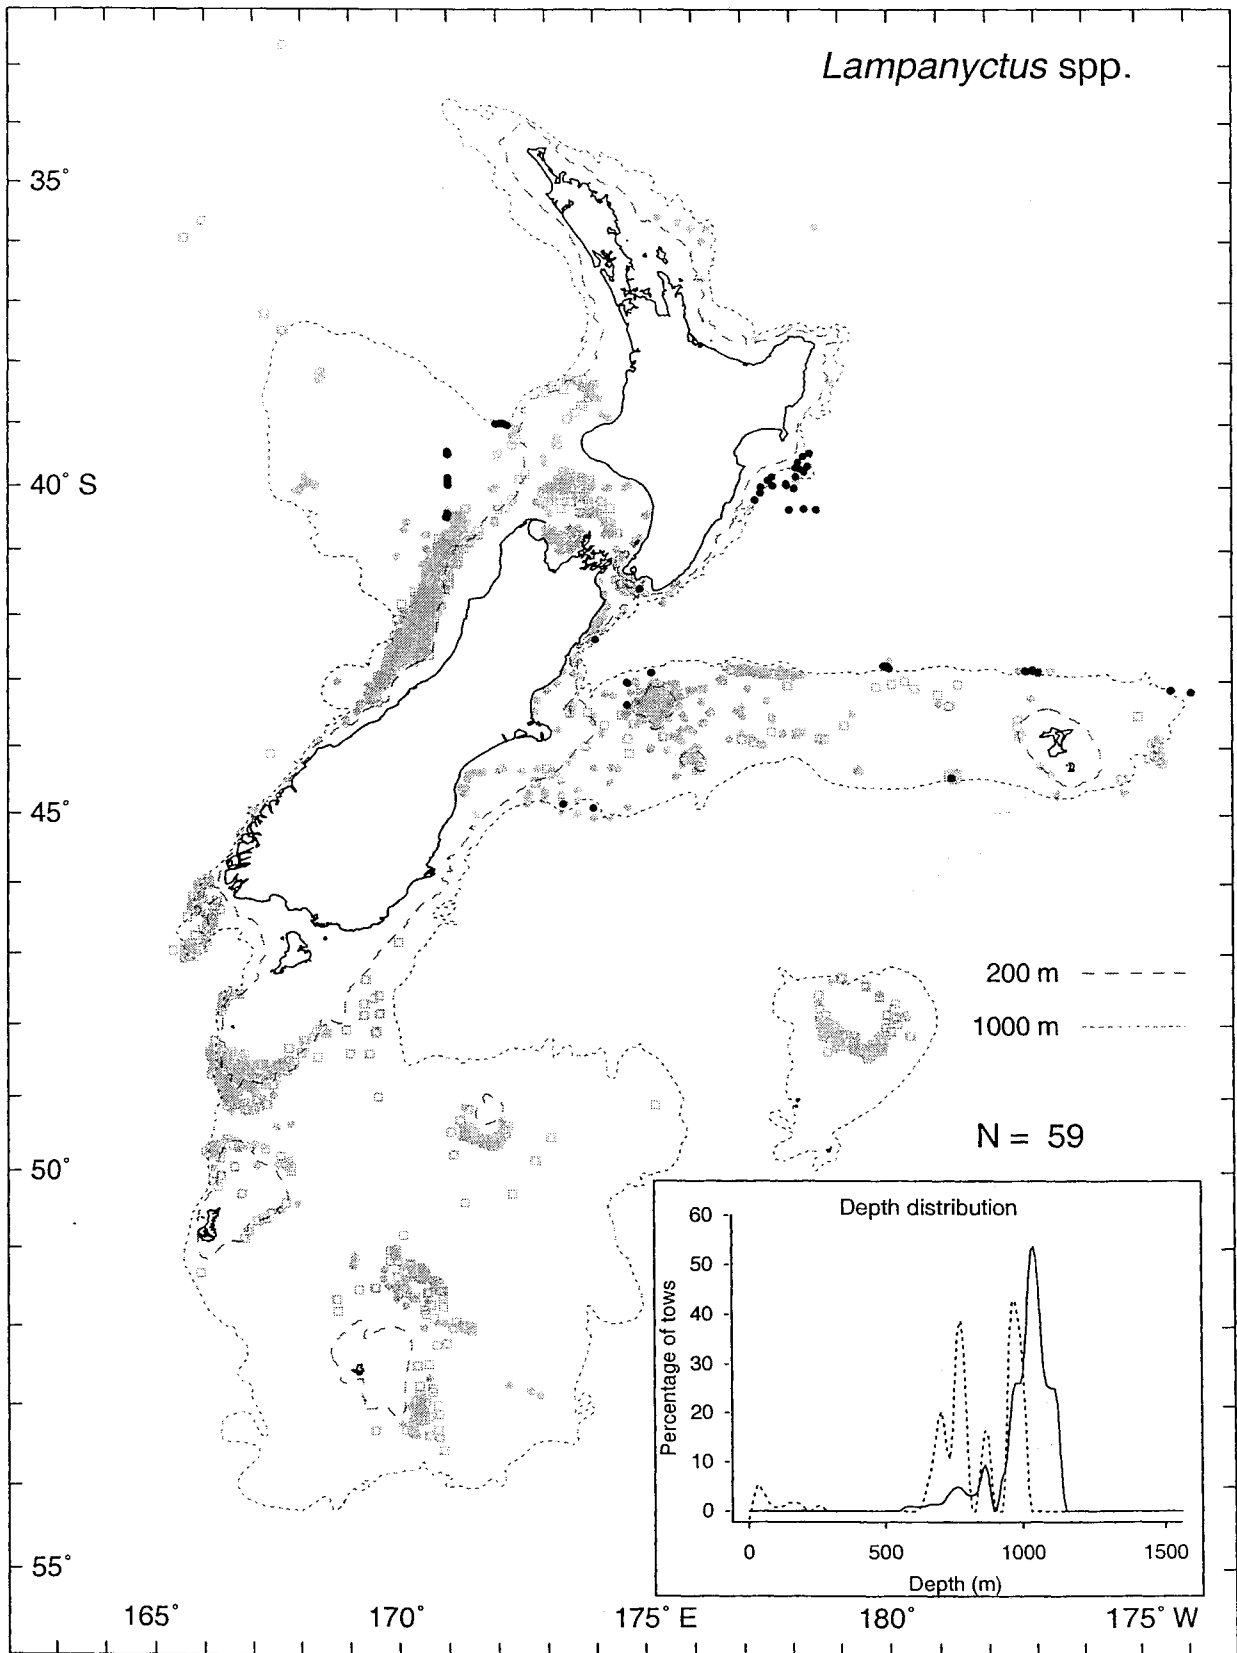 Lampanyctus spp.
35°
40° S
45°
50°
55°
200 m
1000 m
N = 59
Depth distribution
Percentage of tows
60
50
40
30
20
10
0
0 500 1000 1500
Depth (m)
165° 170° 175° E 180° 175° W